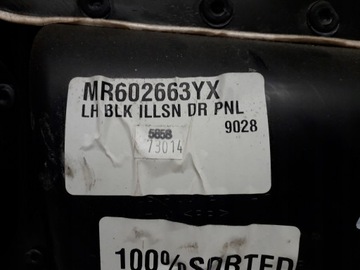 MR602663YX
LH BLK ILLSN DR PNL
9028
5858
73014
100% SORTED